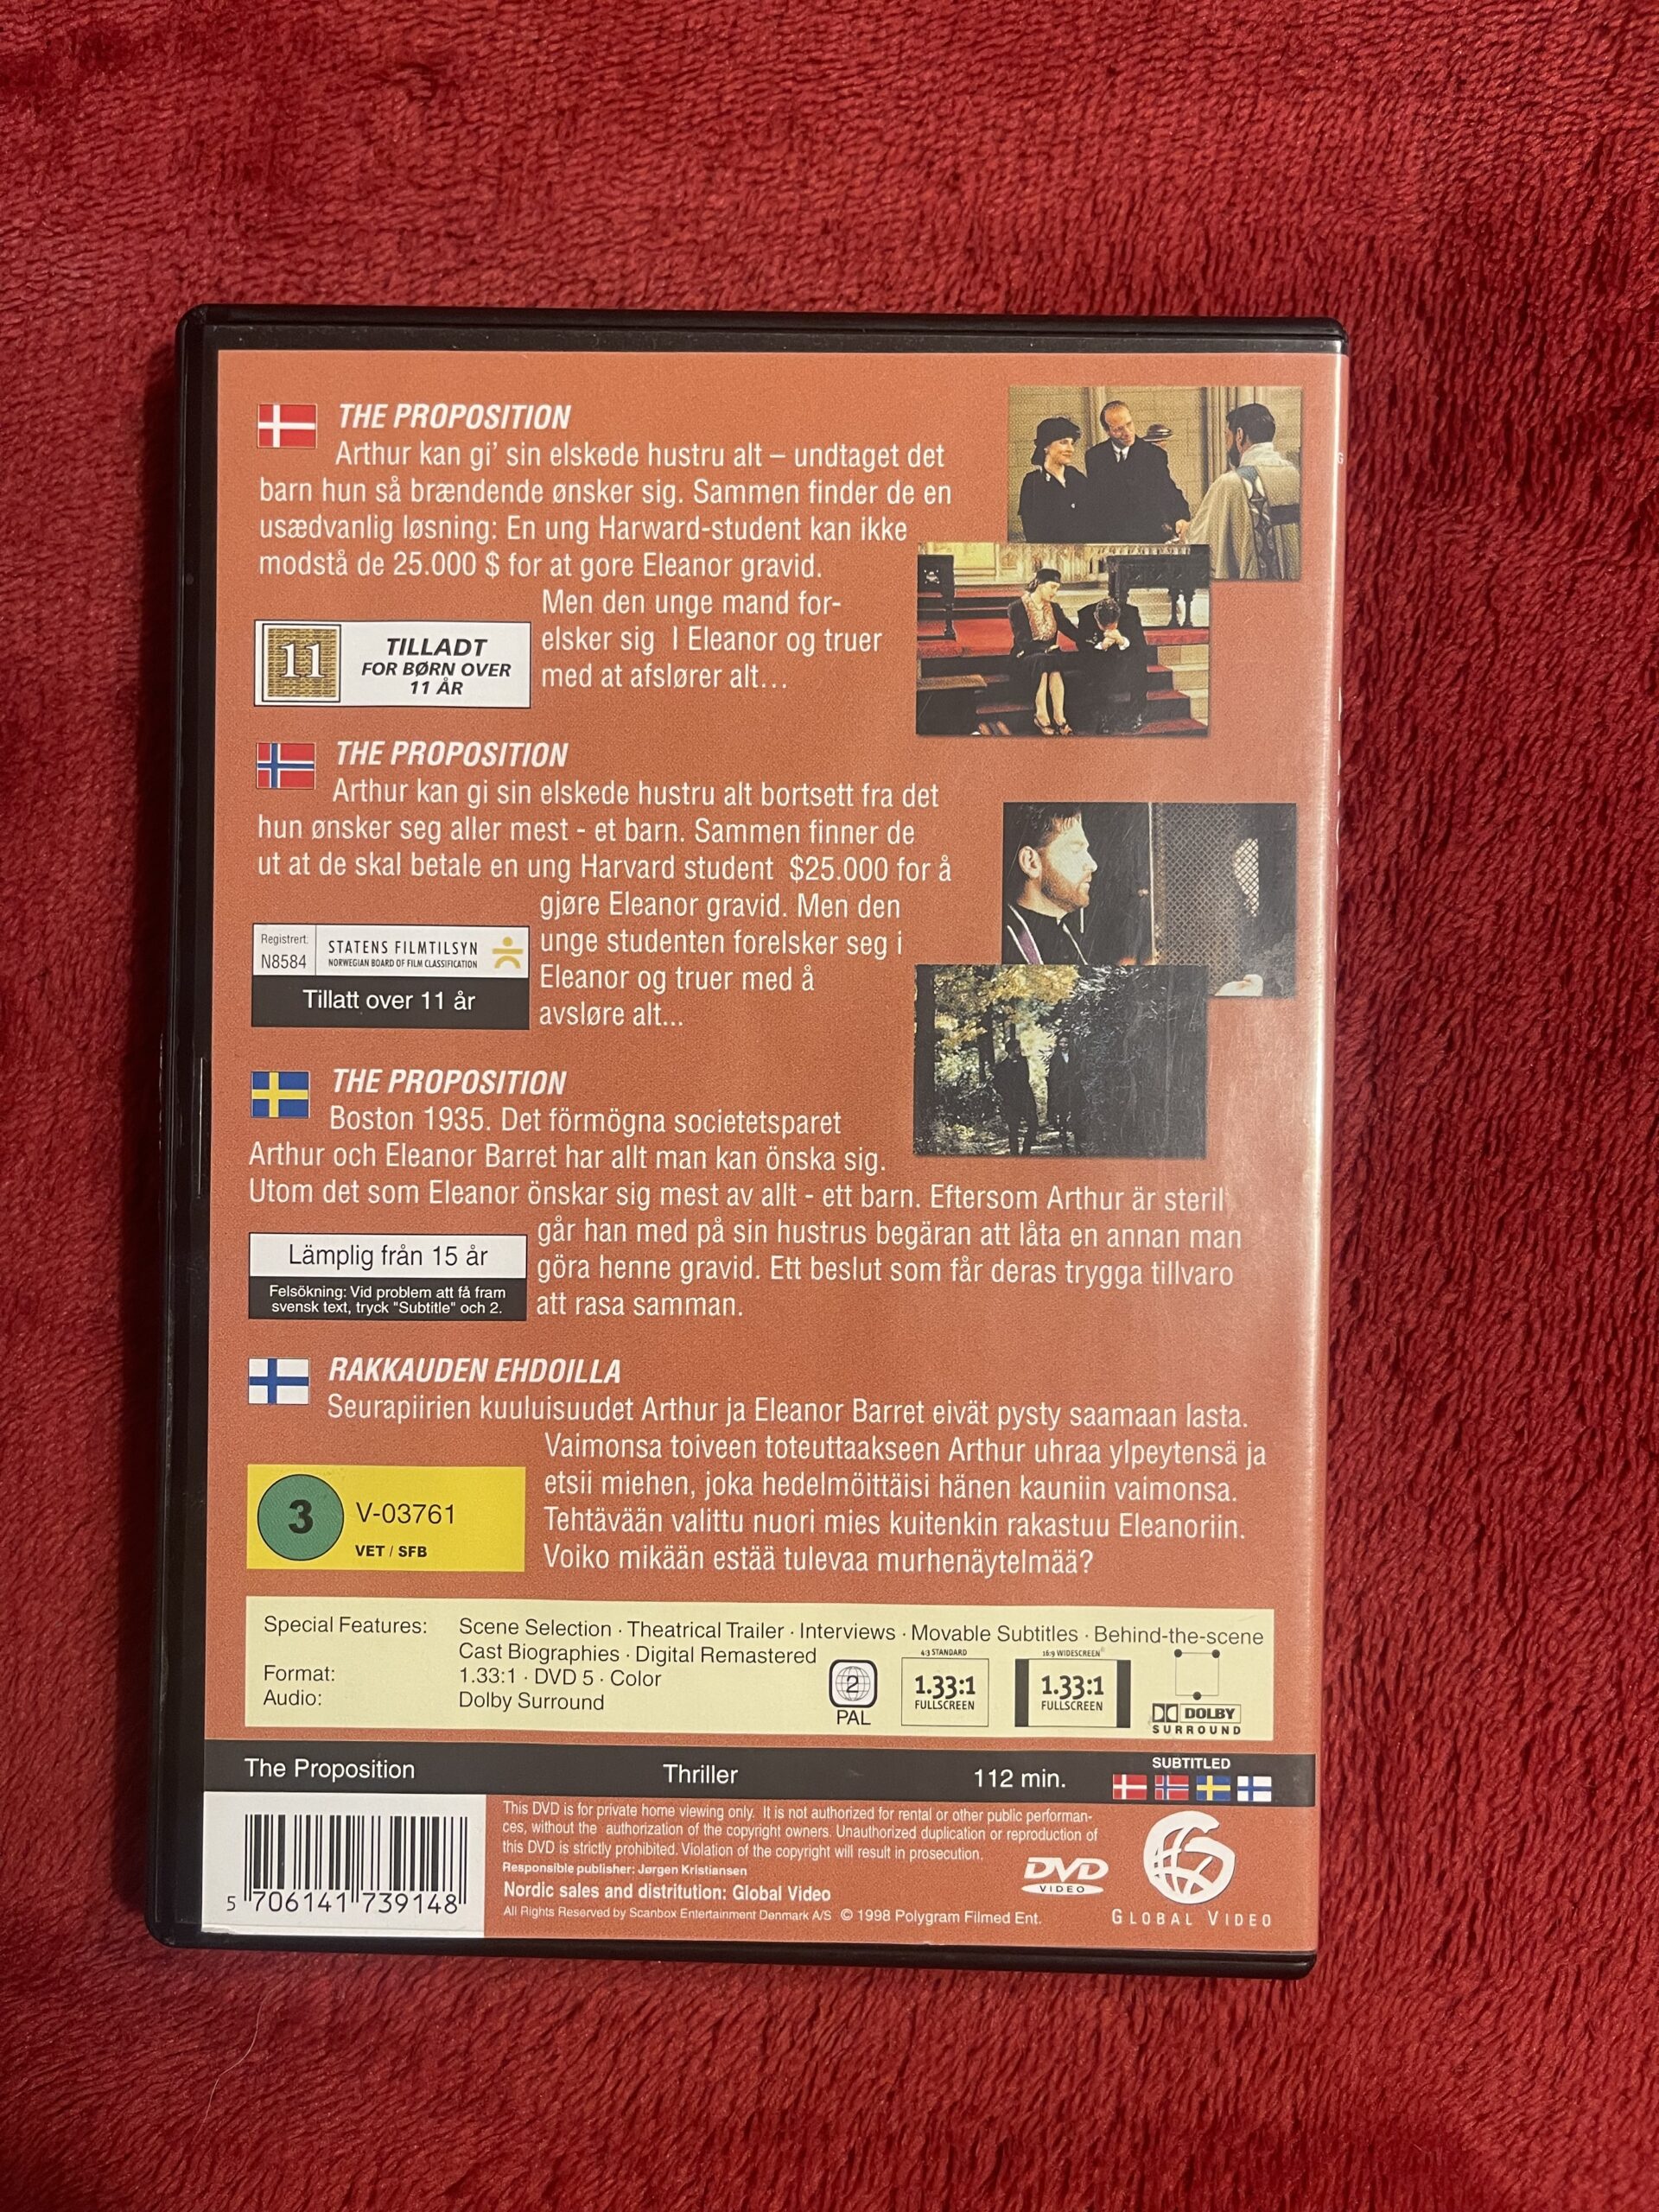 THE PROPOSITION
Arthur kan gi' sin elskede hustru alt – undtaget det
barn hun så brændende ønsker sig. Sammen finder de en
usædvanlig løsning: En ung Harward-student kan ikke
modstå de 25.000 $ for at gore Eleanor gravid.
Men den unge mand for-
elsker sig I Eleanor og truer
med at afslører alt...
11
TILLADT
FOR BØRN OVER
11 ÅR
THE PROPOSITION
Arthur kan gi sin elskede hustru alt bortsett fra det
hun ønsker seg aller mest - et barn. Sammen finner de
ut at de skal betale en ung Harvard student $25.000 for å
gjøre Eleanor gravid. Men den
unge studenten forelsker seg i
Eleanor og truer med å
avsløre alt...
Registrert.
N8584
STATENS FILMTILSYN
NORWEGIAN BOARD OF FILM CLASSIFICATION
Tillatt over 11 år
THE PROPOSITION
Boston 1935. Det förmögna societetsparet
Arthur och Eleanor Barret har allt man kan önska sig.
Utom det som Eleanor önskar sig mest av allt - ett barn. Eftersom Arthur är steril
går han med på sin hustrus begäran att låta en annan man
göra henne gravid. Ett beslut som får deras trygga tillvaro
att rasa samman.
Lämplig från 15 år
Felsökning: Vid problem att få fram
svensk text, tryck "Subtitle" och 2.
RAKKAUDEN EHDOILLA
Seurapiirien kuuluisuudet Arthur ja Eleanor Barret eivät pysty saamaan lasta.
Vaimonsa toiveen toteuttaakseen Arthur uhraa ylpeytensä ja
etsii miehen, joka hedelmöittäisi hänen kauniin vaimonsa.
Tehtävään valittu nuori mies kuitenkin rakastuu Eleanoriin.
Voiko mikään estää tulevaa murhenäytelmää?
3
V-03761
VET / SFB
Special Features: Scene Selection · Theatrical Trailer · Interviews · Movable Subtitles · Behind-the-scene
Cast Biographies · Digital Remastered
Format: 1.33:1 · DVD 5 · Color
Audio: Dolby Surround
2
PAL
4:3 STANDARD
1.33:1
FULLSCREEN
16:9 WIDESCREEN
1.33:1
FULLSCREEN
DOLBY
SURROUND
The Proposition Thriller 112 min.
SUBTITLED
This DVD is for private home viewing only. It is not authorized for rental or other public performan-
ces, without the authorization of the copyright owners. Unauthorized duplication or reproduction of
this DVD is strictly prohibited. Violation of the copyright will result in prosecution.
Responsible publisher: Jørgen Kristiansen
Nordic sales and distrition: Global Video
All Rights Reserved by Scanbox Entertainment Denmark A/S © 1998 Polygram Filmed Ent.
DVD
VIDEO
GLOBAL VIDEO
5 706141 739148